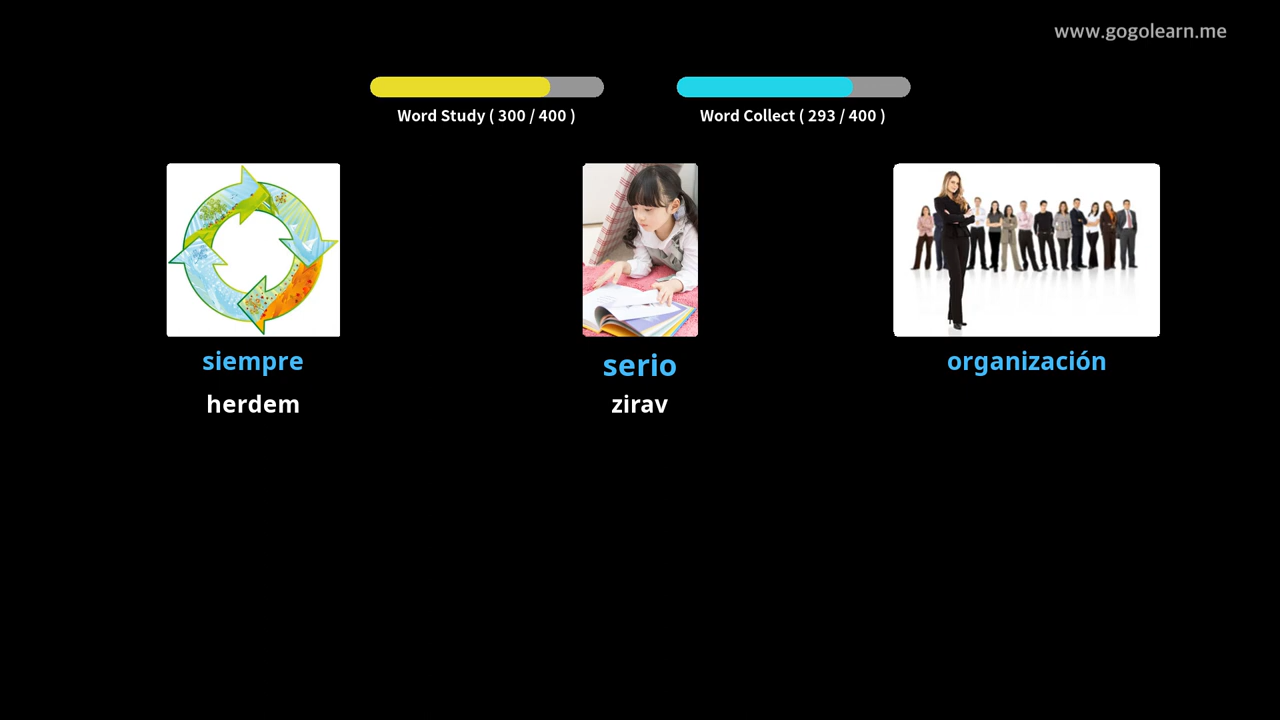 www.gogolearn.me
Word Study ( 300 / 400 )
Word Collect ( 293 / 400 )
siempre
herdem
serio
zirav
organización